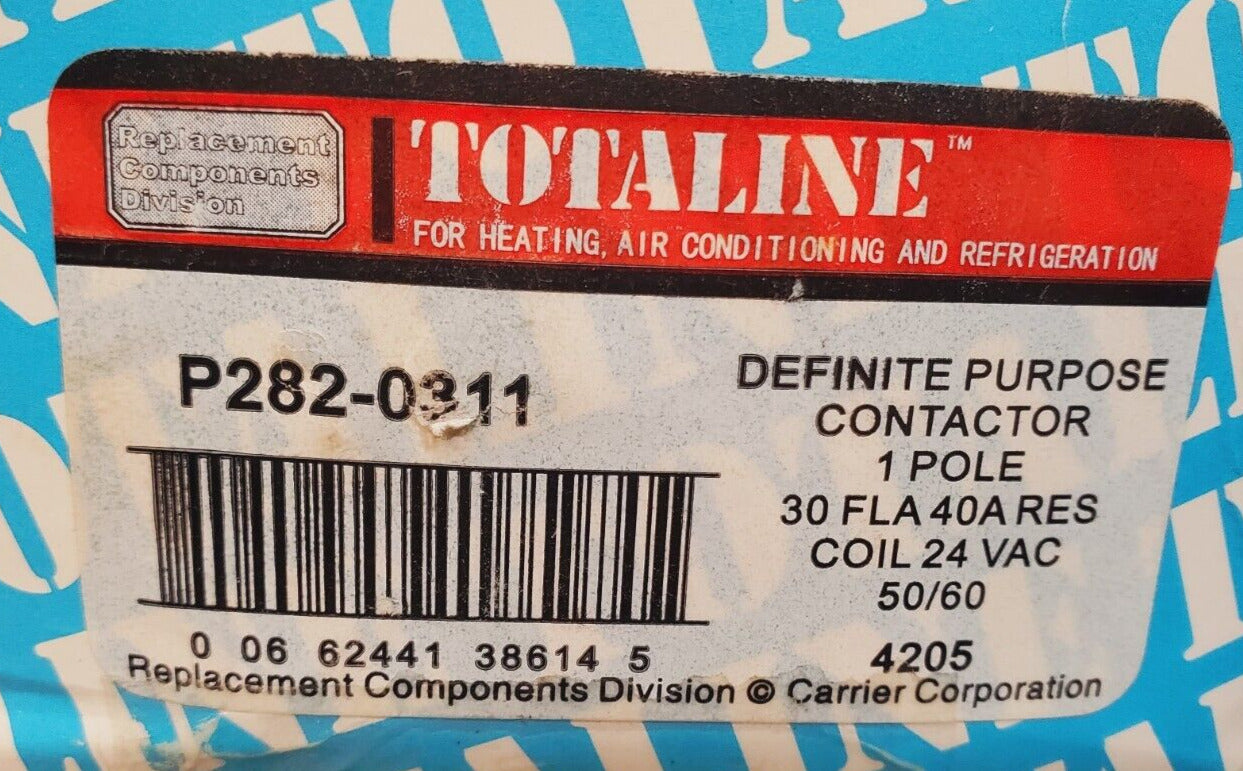 Replacement
Components
Division
TOTALINE™
FOR HEATING, AIR CONDITIONING AND REFRIGERATION
P282-0311
DEFINITE PURPOSE
CONTACTOR
1 POLE
30 FLA 40A RES
COIL 24 VAC
50/60
4205
0 06 62441 38614 5
Replacement Components Division © Carrier Corporation